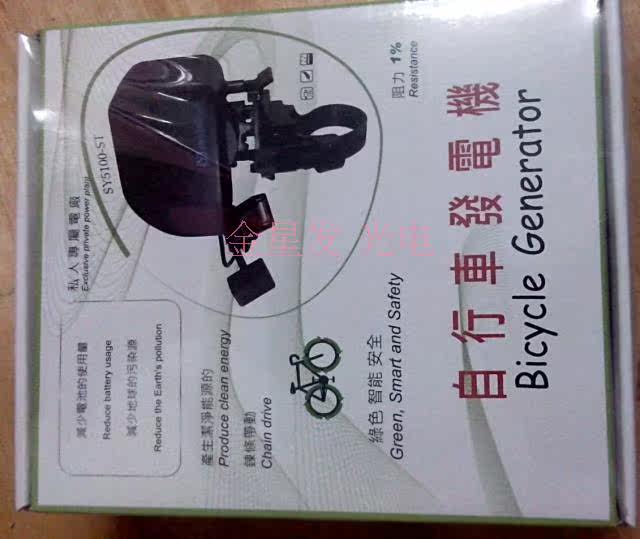 自行車發電機
Bicycle Generator
阻力 1%
Resistance
SY5100-ST
私人專屬電廠
Exclusive private power plant
金星发 光电
綠色 智能 安全
Green, Smart and Safety
產生潔淨能源的
Produce clean energy
鍊條帶動
Chain drive
減少電池的使用量
Reduce battery usage
減少地球的污染源
Reduce the Earth's pollution